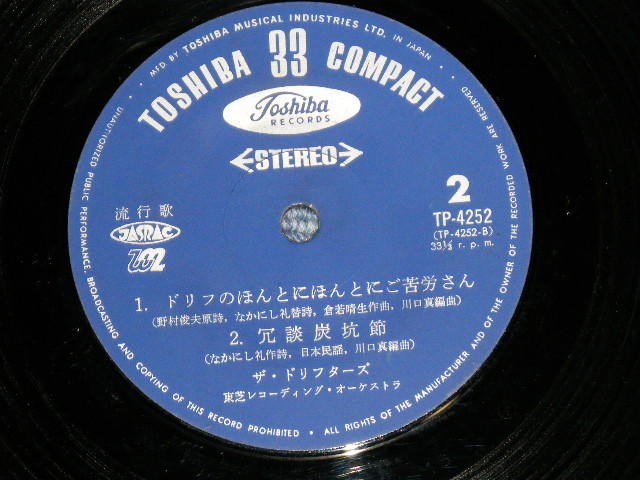 MFD. BY TOSHIBA MUSICAL INDUSTRIES LTD. IN JAPAN
TOSHIBA 33 COMPACT
Toshiba
RECORDS
STEREO
2
TP-4252
(TP-4252-B)
33⅓ r. p. m.
流行歌
JASRAC
1. ドリフのほんとにほんとにご苦労さん
(野村俊夫原詩, なかにし礼替詩, 倉若晴生作曲, 川口真編曲)
2. 冗談炭坑節
(なかにし礼作詩, 日本民謡, 川口真編曲)
ザ・ドリフターズ
東芝レコーディング・オーケストラ
UNAUTHORIZED PUBLIC PERFORMANCE, BROADCASTING AND COPYING OF THIS RECORD PROHIBITED • ALL RIGHTS OF THE MANUFACTURER AND OF THE OWNER OF THE RECORDED WORK ARE RESERVED